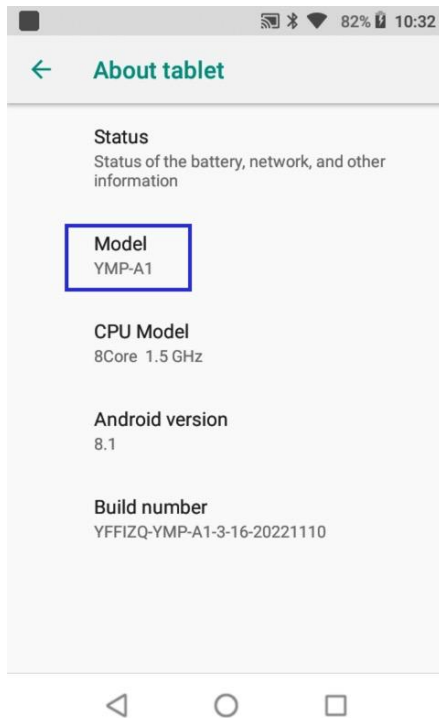 82% 10:32
About tablet
Status
Status of the battery, network, and other
information
Model
YMP-A1
CPU Model
8Core 1.5 GHz
Android version
8.1
Build number
YFFIZQ-YMP-A1-3-16-20221110